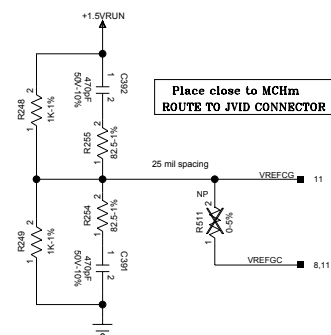 +1.5VRUN
C392
470pF
50V-10%
1
2
R248
1K-1%
2
1
R255
82.5-1%
2
1
Place close to MCHm
ROUTE TO JVID CONNECTOR
25 mil spacing
VREFCG
11
NP
R511
0-5%
2
1
R254
82.5-1%
2
1
R249
1K-1%
2
1
C391
470pF
50V-10%
1
2
VREFGC
8,11